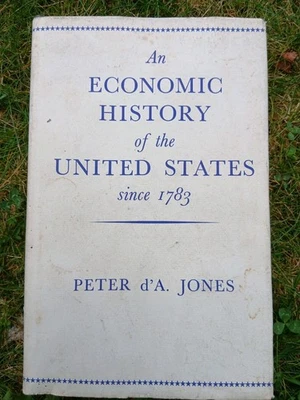 An
ECONOMIC
HISTORY
of the
UNITED STATES
since 1783
PETER d'A. JONES